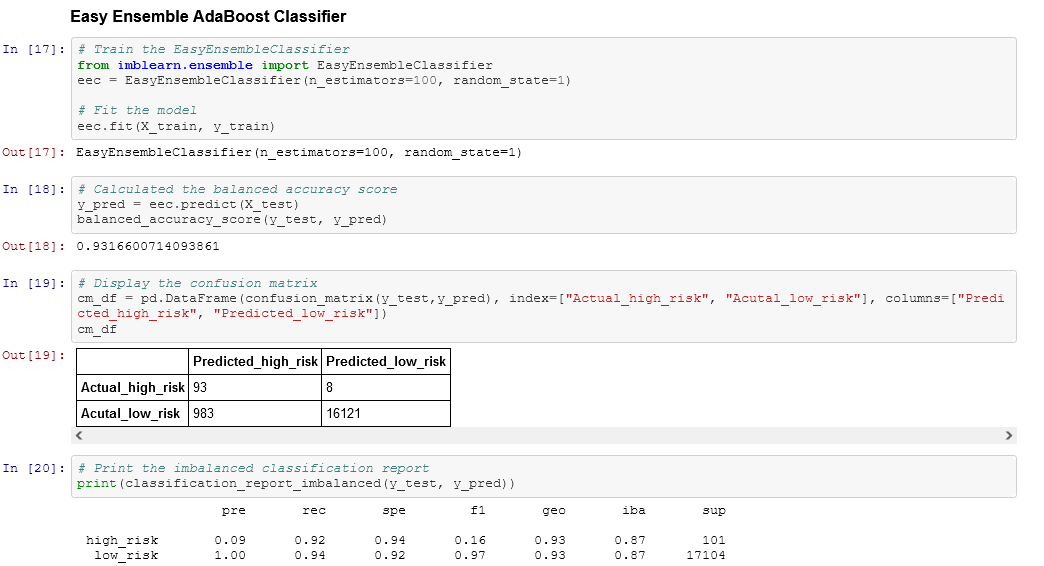 Easy Ensemble AdaBoost Classifier
In [17]: # Train the EasyEnsembleClassifier
from imblearn.ensemble import EasyEnsembleClassifier
eec = EasyEnsembleClassifier(n_estimators=100, random_state=1)
# Fit the model
eec.fit(X_train, y_train)
Out[17]: EasyEnsembleClassifier(n_estimators=100, random_state=1)
In [18]: # Calculated the balanced accuracy score
y_pred = eec.predict(X_test)
balanced_accuracy_score(y_test, y_pred)
Out[18]: 0.9316600714093861
In [19]: # Display the confusion matrix
cm_df = pd.DataFrame(confusion_matrix(y_test,y_pred), index=["Actual_high_risk", "Acutal_low_risk"], columns=["Predi
cted_high_risk", "Predicted_low_risk"])
cm_df
Out[19]:
Predicted_high_risk Predicted_low_risk
Actual_high_risk 93 8
Acutal_low_risk 983 16121
In [20]: # Print the imbalanced classification report
print(classification_report_imbalanced(y_test, y_pred))
pre rec spe f1 geo iba sup
high_risk 0.09 0.92 0.94 0.16 0.93 0.87 101
low_risk 1.00 0.94 0.92 0.97 0.93 0.87 17104